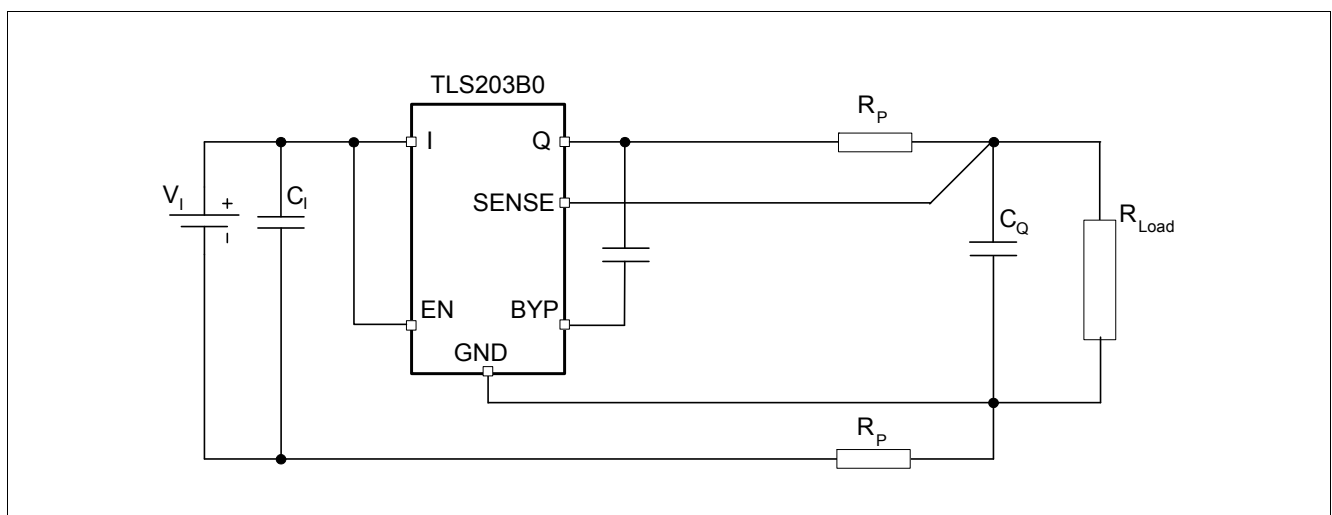 TLS203B0
R_P
I
Q
V_I
+
C_I
SENSE
C_Q
R_Load
EN
BYP
GND
R_P